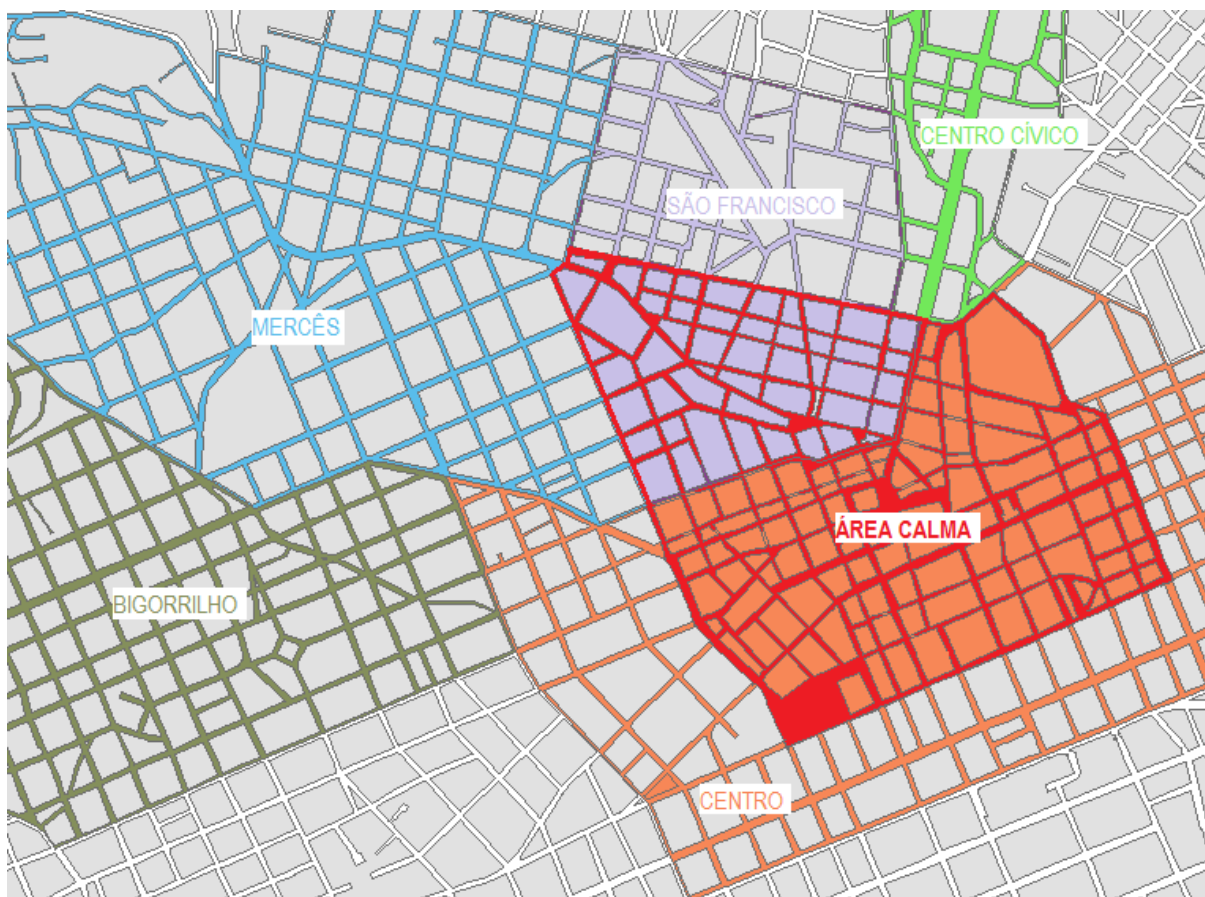 CENTRO CÍVICO
SÃO FRANCISCO
MERCÊS
ÁREA CALMA
BIGORRILHO
CENTRO